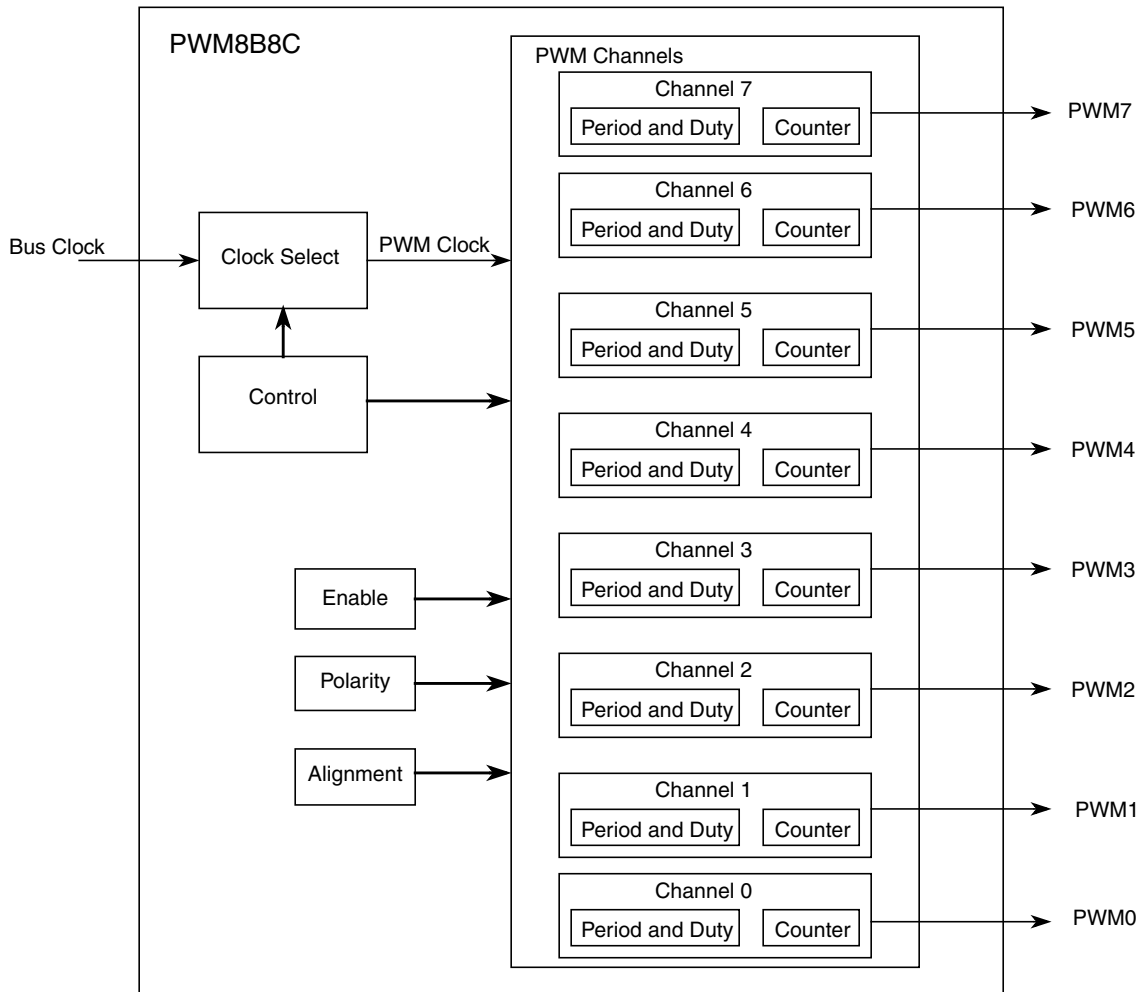 PWM8B8C
PWM Channels
Channel 7
Period and Duty
Counter
PWM7
Channel 6
Period and Duty
Counter
PWM6
Bus Clock
Clock Select
PWM Clock
Channel 5
Period and Duty
Counter
PWM5
Control
Channel 4
Period and Duty
Counter
PWM4
Channel 3
Period and Duty
Counter
PWM3
Enable
Polarity
Channel 2
Period and Duty
Counter
PWM2
Alignment
Channel 1
Period and Duty
Counter
PWM1
Channel 0
Period and Duty
Counter
PWM0